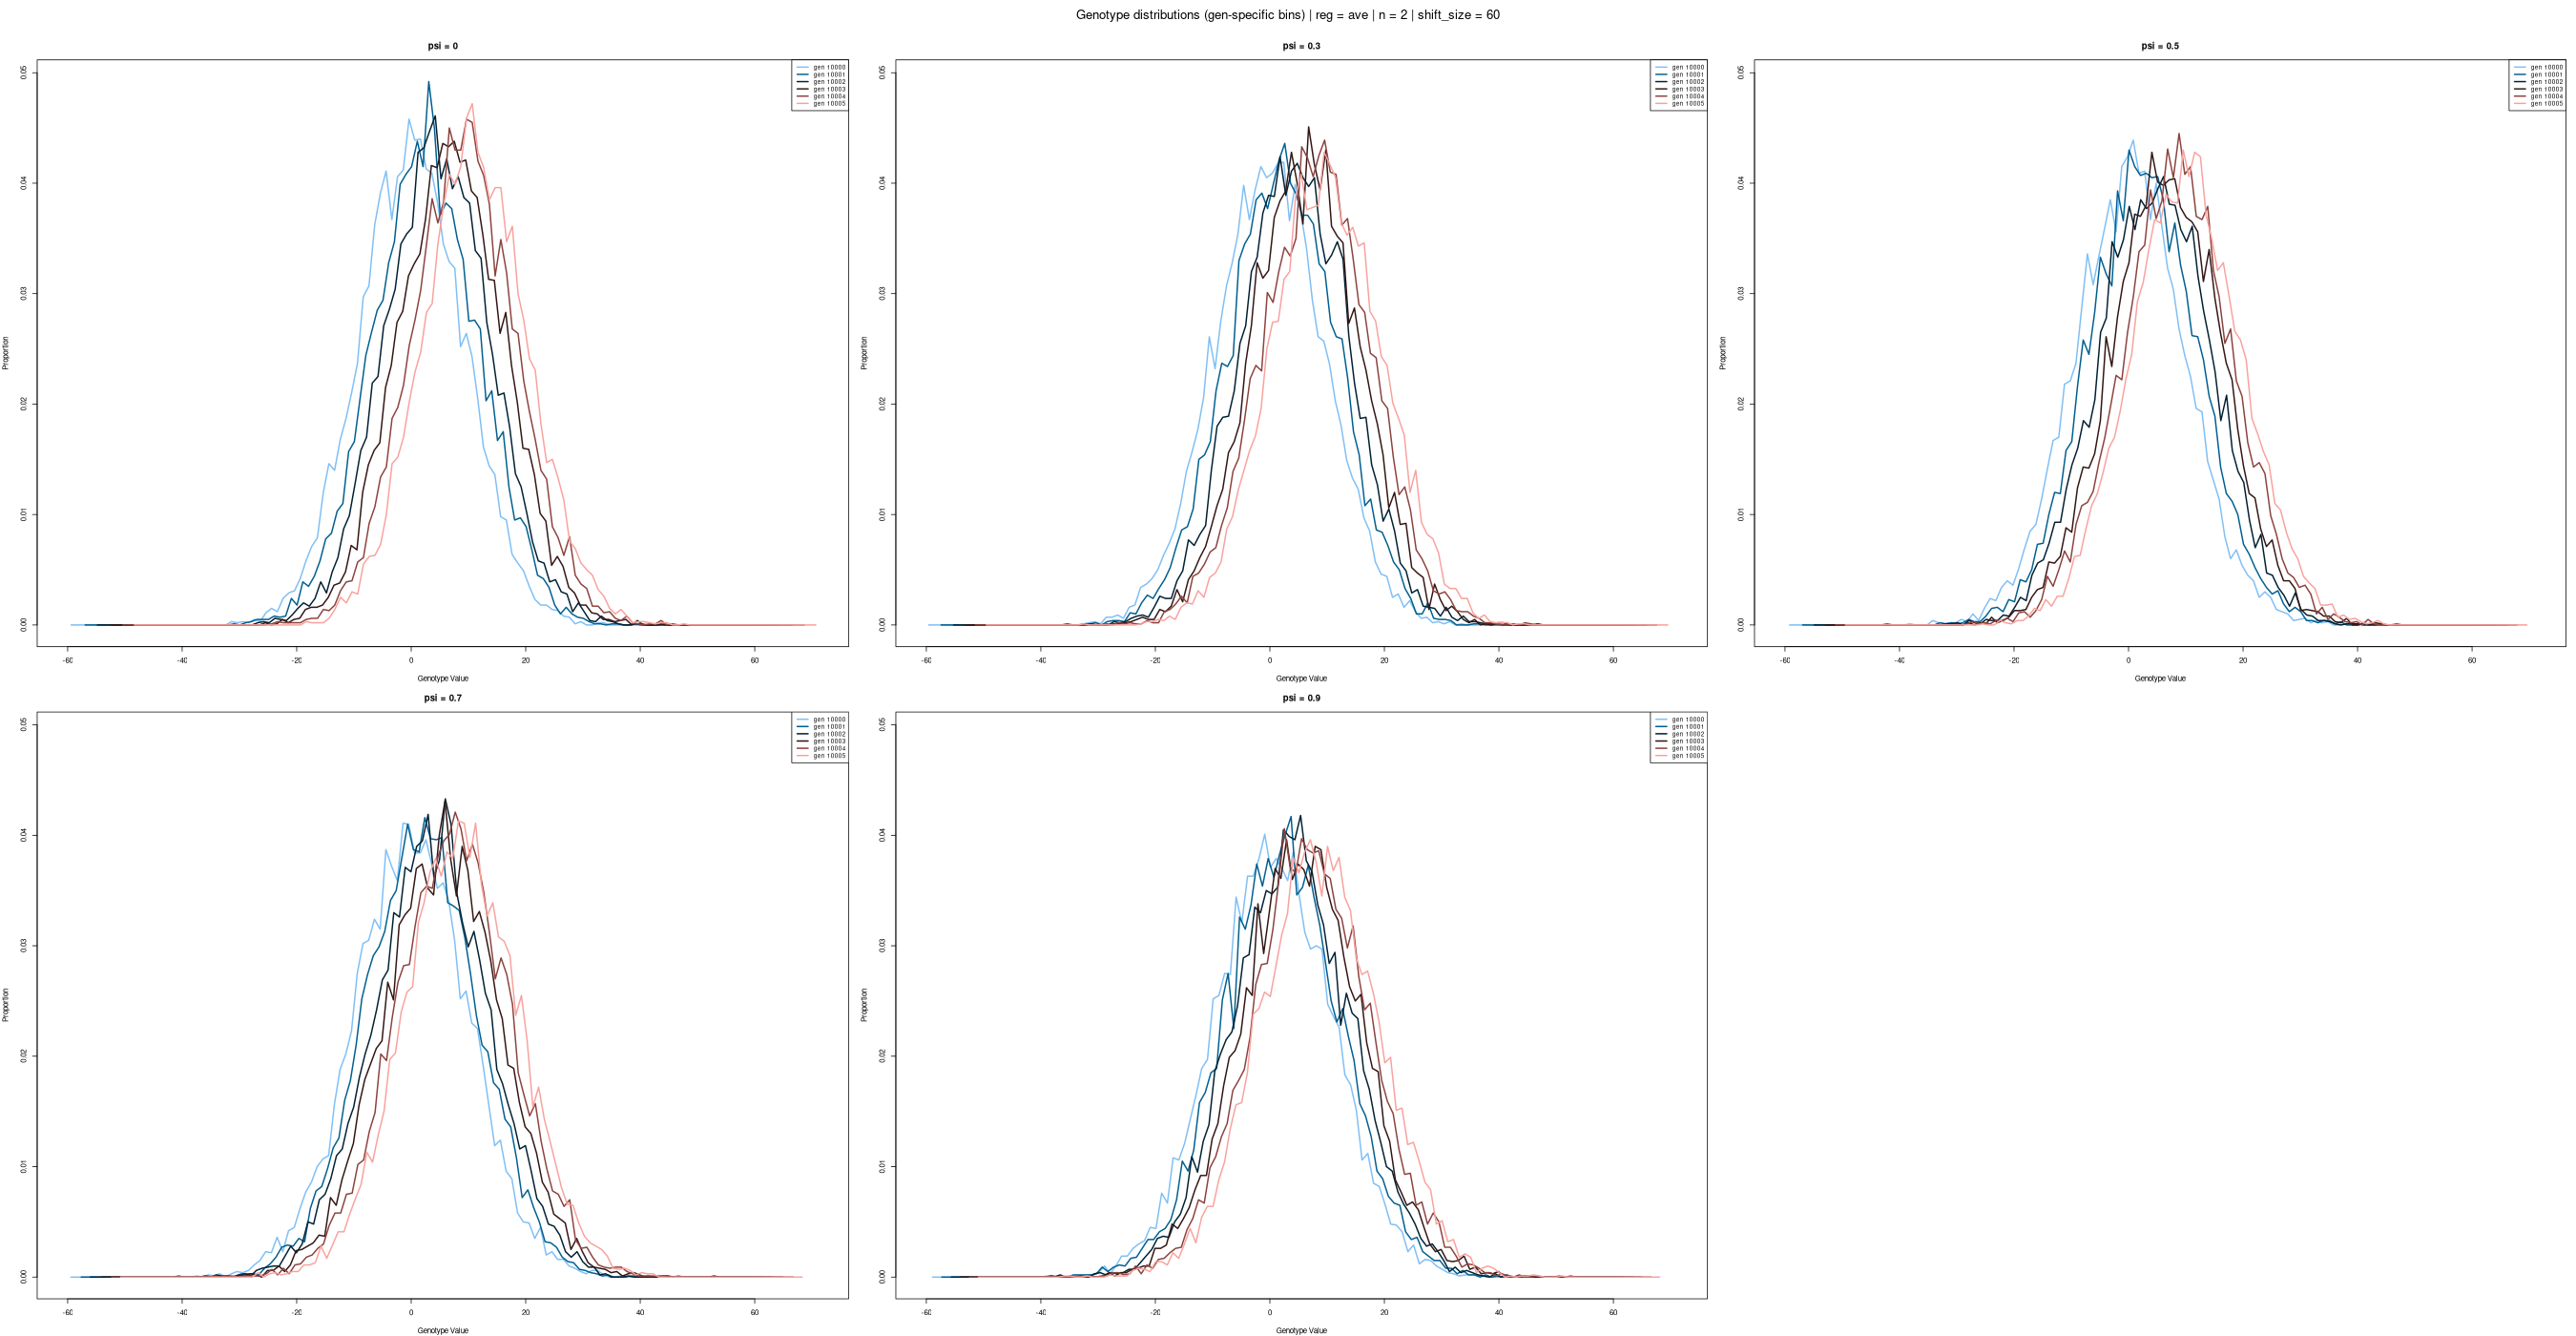 Genotype distributions (gen-specific bins) | reg = ave | n = 2 | shift_size = 60
psi = 0
0.00
0.01
0.02
0.03
0.04
0.05
Proportion
gen 10000
gen 10001
gen 10002
gen 10003
gen 10004
gen 10005
-60
-40
-20
0
20
40
60
Genotype Value
psi = 0.3
0.00
0.01
0.02
0.03
0.04
0.05
Proportion
gen 10000
gen 10001
gen 10002
gen 10003
gen 10004
gen 10005
-60
-40
-20
0
20
40
60
Genotype Value
psi = 0.5
0.00
0.01
0.02
0.03
0.04
0.05
Proportion
gen 10000
gen 10001
gen 10002
gen 10003
gen 10004
gen 10005
-60
-40
-20
0
20
40
60
Genotype Value
psi = 0.7
0.00
0.01
0.02
0.03
0.04
0.05
Proportion
gen 10000
gen 10001
gen 10002
gen 10003
gen 10004
gen 10005
-60
-40
-20
0
20
40
60
Genotype Value
psi = 0.9
0.00
0.01
0.02
0.03
0.04
0.05
Proportion
gen 10000
gen 10001
gen 10002
gen 10003
gen 10004
gen 10005
-60
-40
-20
0
20
40
60
Genotype Value